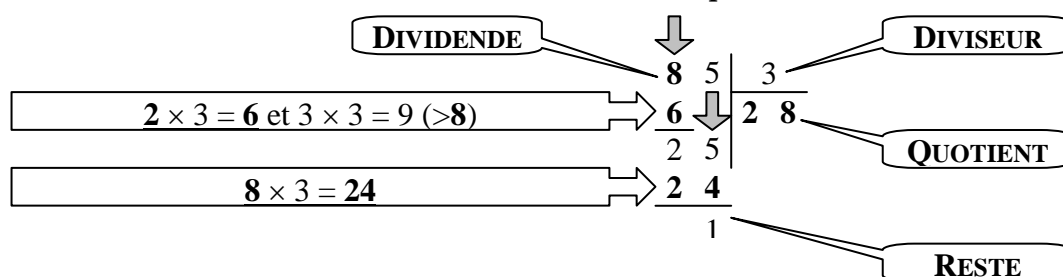 DIVIDENDE
DIVISEUR
8 5 3
2 × 3 = 6 et 3 × 3 = 9 (>8)
6 2 8
2 5
QUOTIENT
8 × 3 = 24
2 4
1
RESTE